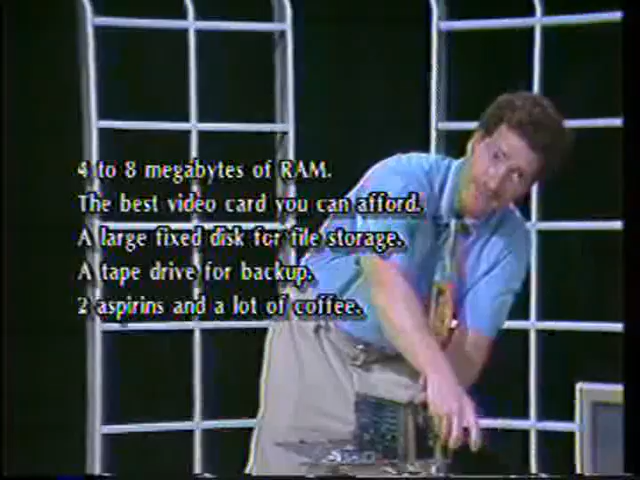 4 to 8 megabytes of RAM.
The best video card you can afford.
A large fixed disk for file storage.
A tape drive for backup.
2 aspirins and a lot of coffee.